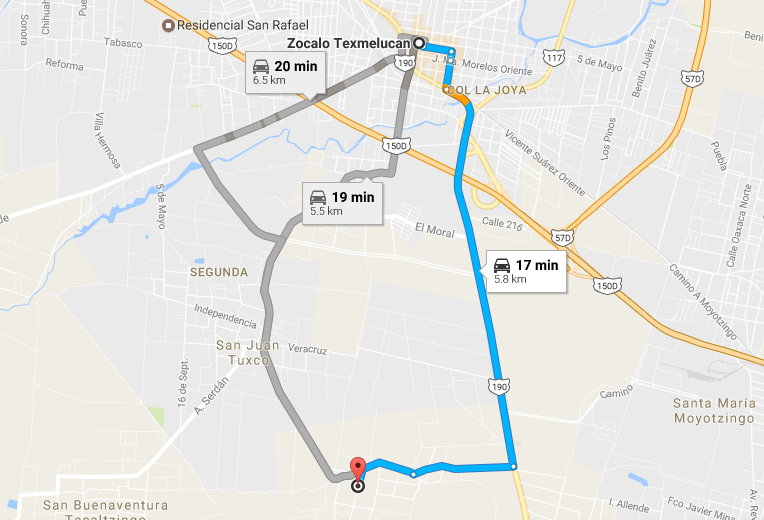 Chihuahua
Sonora
Residencial San Rafael
Tabasco
150D
Reforma
20 min
6.5 km
Zocalo Texmelucan
J. Ma. Morelos Oriente
190
COL LA JOYA
117
5 de Mayo
Benito Juárez
57D
Villa Hermosa
150D
Los Pinos
Puebla
Vicente Suárez Oriente
5 de Mayo
19 min
5.5 km
El Moral
Calle 216
57D
Calle Oaxaca Norte
17 min
5.8 km
150D
Camino A Moyotzingo
SEGUNDA
Independencia
San Juan
Tuxco
Veracruz
16 de Sept.
A. Serdán
190
Camino
Santa María
Moyotzingo
San Buenaventura
Tecaltzingo
I. Allende
Fco Javier Mina
Av. Re